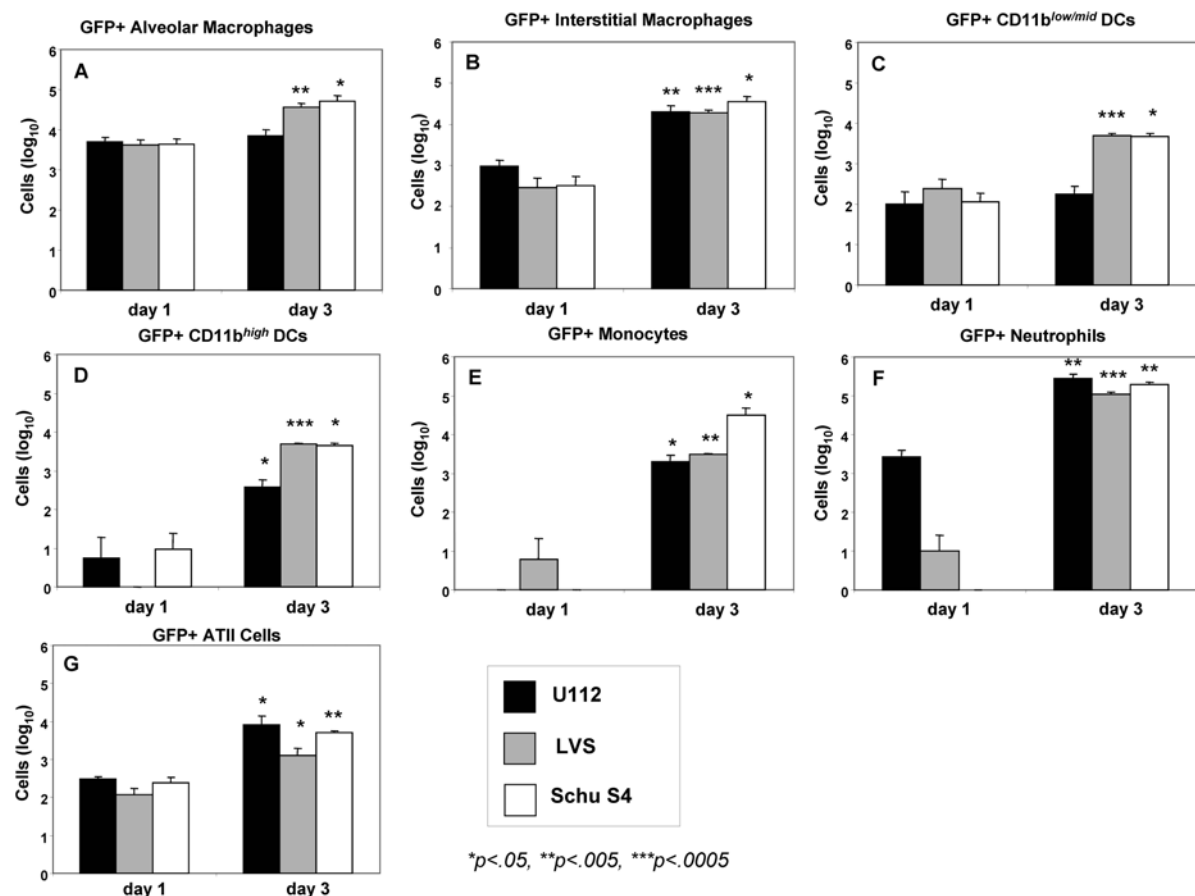 GFP+ Alveolar Macrophages
A
Cells (log10)
6
5
4
3
2
1
0
** *
day 1 day 3
GFP+ Interstitial Macrophages
B
Cells (log10)
6
5
4
3
2
1
0
** *** *
day 1 day 3
GFP+ CD11blow/mid DCs
C
Cells (log10)
6
5
4
3
2
1
0
*** *
day 1 day 3
GFP+ CD11bhigh DCs
D
Cells (log10)
6
5
4
3
2
1
0
* *** *
day 1 day 3
GFP+ Monocytes
E
Cells (log10)
6
5
4
3
2
1
0
* ** *
day 1 day 3
GFP+ Neutrophils
F
Cells (log10)
6
5
4
3
2
1
0
** *** **
day 1 day 3
GFP+ ATII Cells
G
Cells (log10)
6
5
4
3
2
1
0
* * **
day 1 day 3
U112
LVS
Schu S4
*p<.05, **p<.005, ***p<.0005